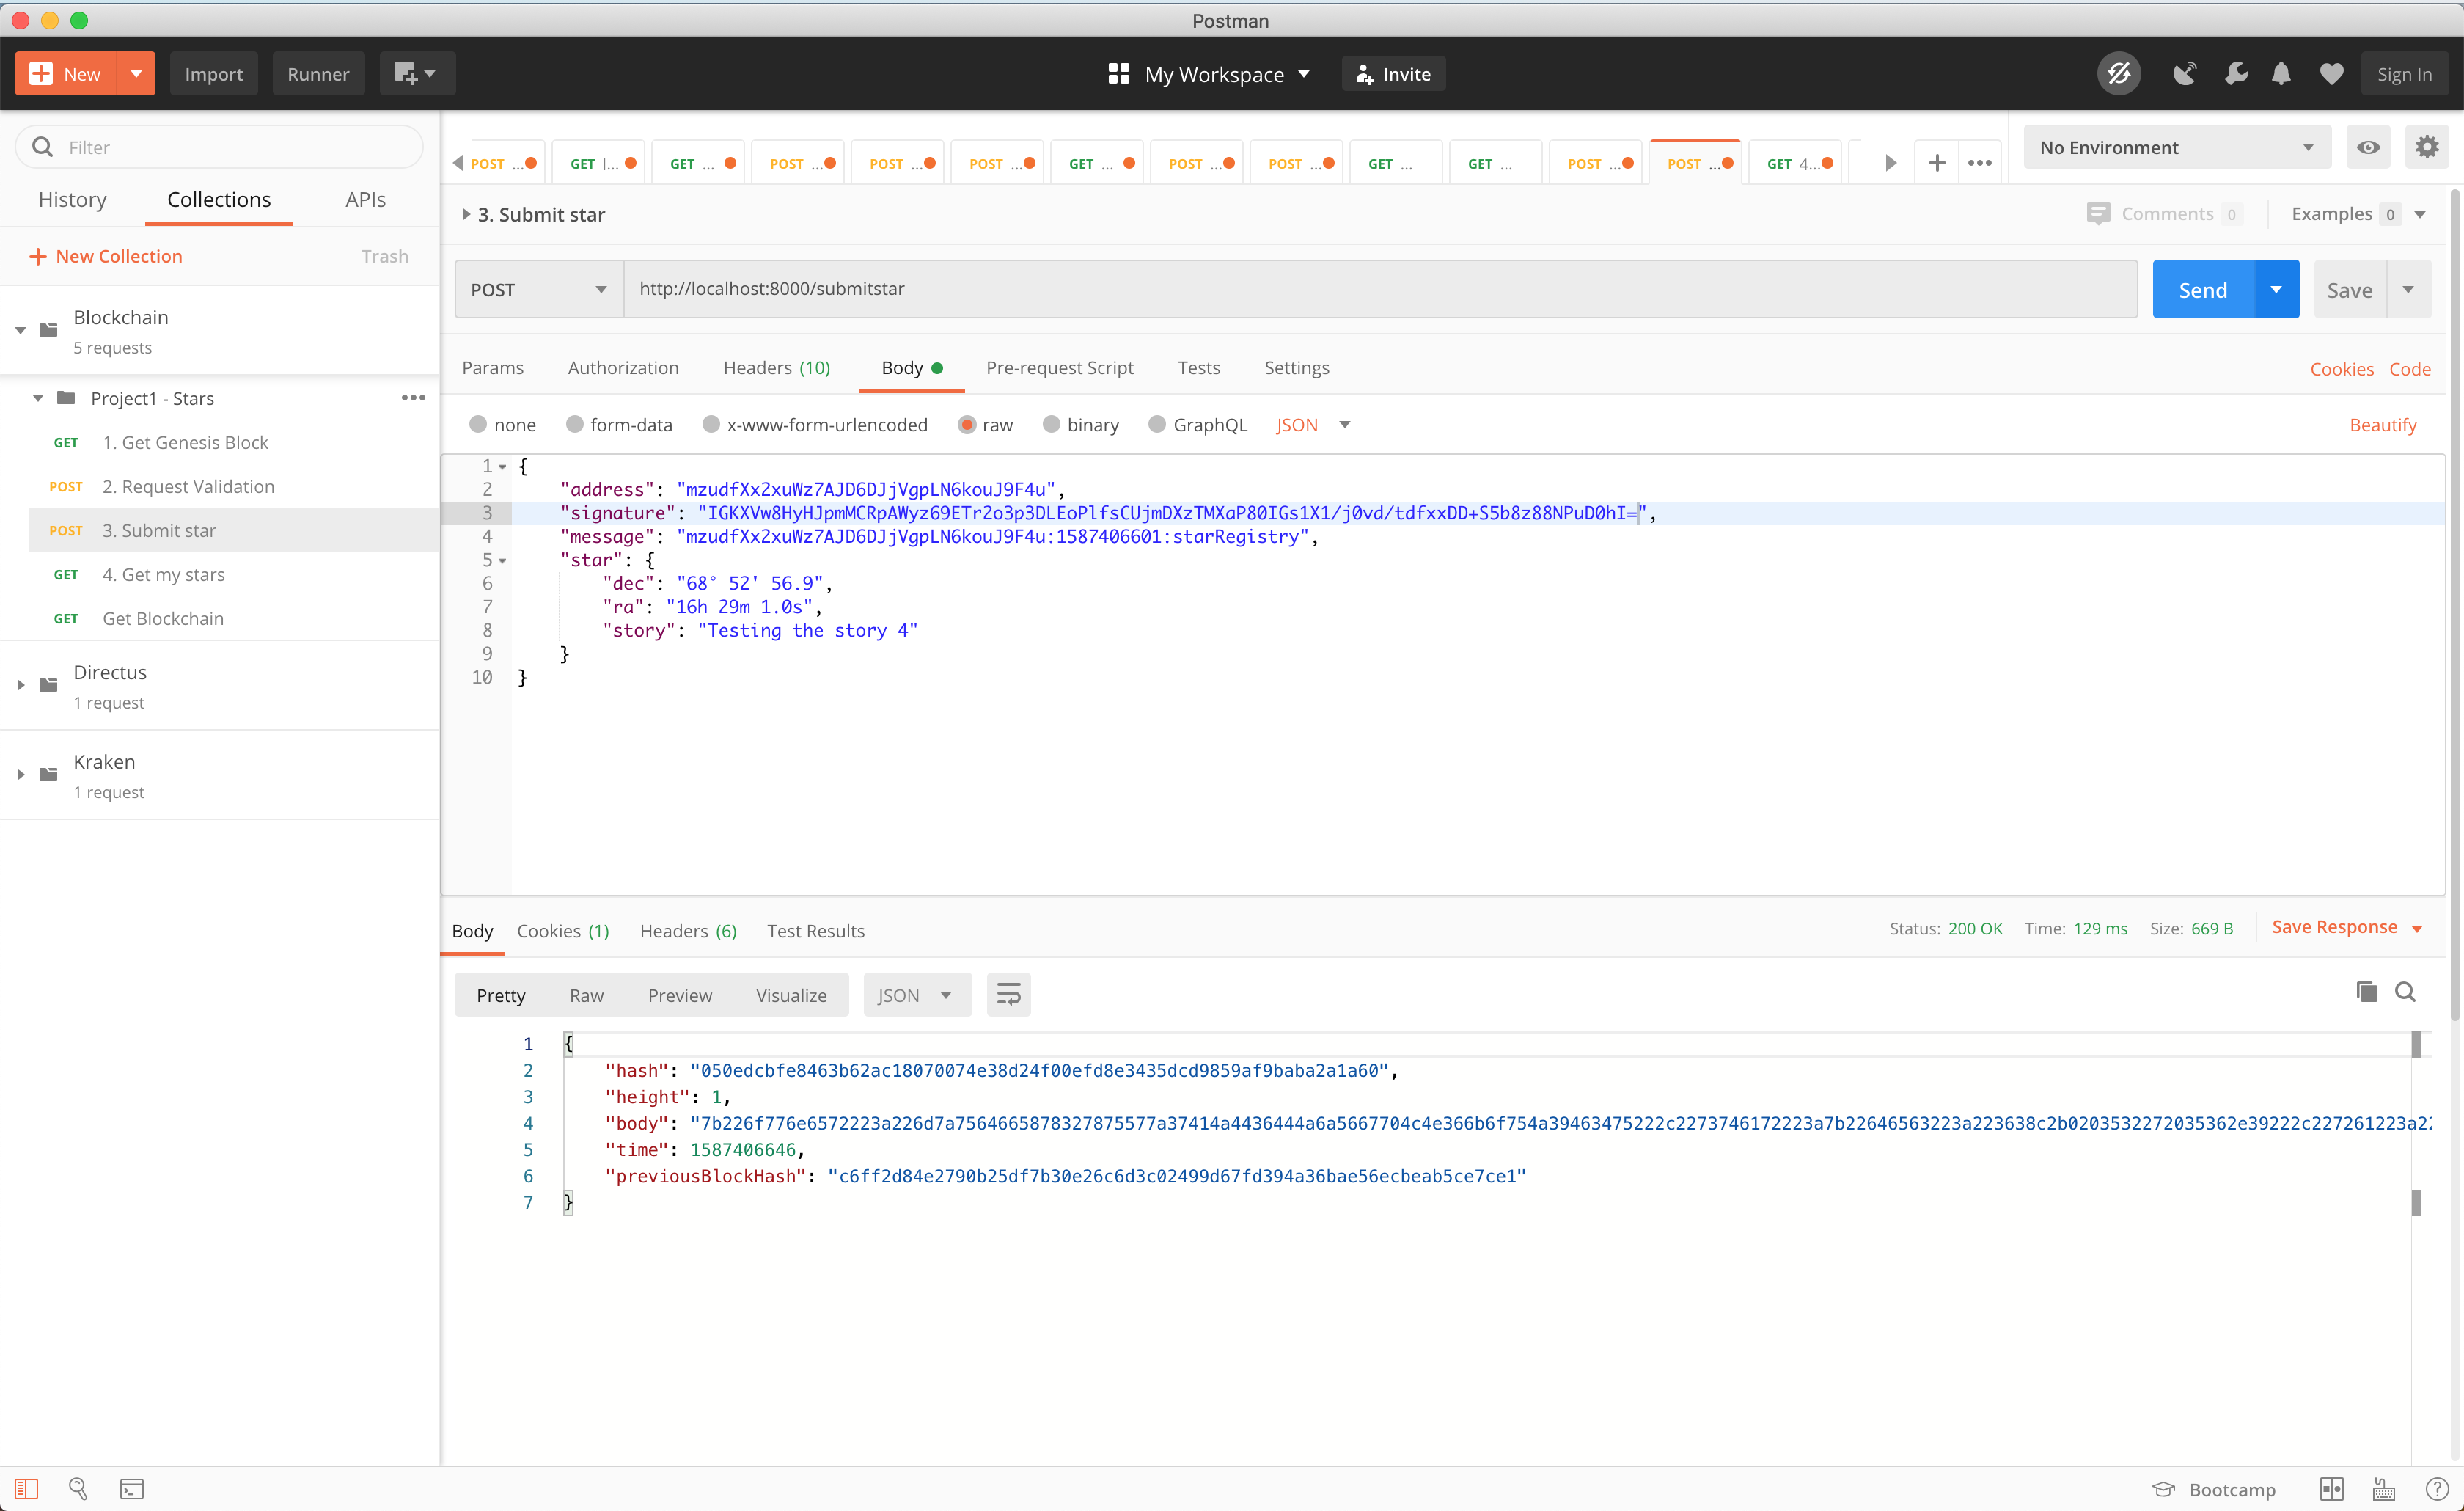 Postman
New
Import
Runner
My Workspace
Invite
Sign In
Filter
History
Collections
APIs
New Collection
Trash
Blockchain
5 requests
Project1 - Stars
GET 1. Get Genesis Block
POST 2. Request Validation
POST 3. Submit star
GET 4. Get my stars
GET Get Blockchain
Directus
1 request
Kraken
1 request
POST ... GET |... GET ... POST ... POST ... POST ... GET ... POST ... POST ... GET ... GET ... POST ... POST ... GET 4...
No Environment
3. Submit star
Comments 0
Examples 0
POST
http://localhost:8000/submitstar
Send
Save
Params Authorization Headers (10) Body Pre-request Script Tests Settings
Cookies Code
none form-data x-www-form-urlencoded raw binary GraphQL JSON
Beautify
1 {
2 "address": "mzudfXx2xuWz7AJD6DJjVgpLN6kouJ9F4u",
3 "signature": "IGKXVw8HyHJpmMCRpAWyz69ETr2o3p3DLEoPlfsCUjmDXzTMXaP80IGs1X1/j0vd/tdfxxDD+S5b8z88NPuD0hI=",
4 "message": "mzudfXx2xuWz7AJD6DJjVgpLN6kouJ9F4u:1587406601:starRegistry",
5 "star": {
6 "dec": "68° 52' 56.9",
7 "ra": "16h 29m 1.0s",
8 "story": "Testing the story 4"
9 }
10 }
Body Cookies (1) Headers (6) Test Results
Status: 200 OK Time: 129 ms Size: 669 B
Save Response
Pretty Raw Preview Visualize
JSON
1 {
2 "hash": "050edcbfe8463b62ac18070074e38d24f00efd8e3435dcd9859af9baba2a1a60",
3 "height": 1,
4 "body": "7b226f776e6572223a226d7a7564665878327875577a37414a4436444a6a5667704c4e366b6f754a39463475222c2273746172223a7b22646563223a223638c2b0203532272035362e39222c227261223a22
5 "time": 1587406646,
6 "previousBlockHash": "c6ff2d84e2790b25df7b30e26c6d3c02499d67fd394a36bae56ecbeab5ce7ce1"
7 }
Bootcamp